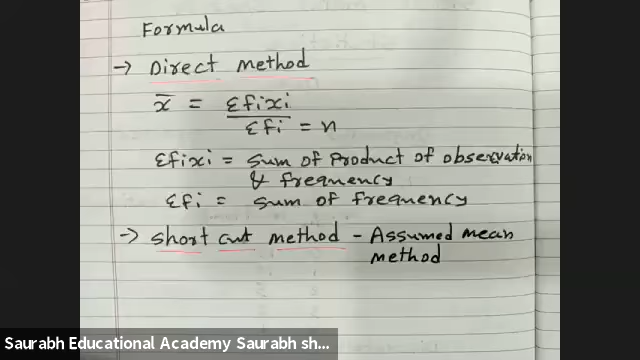 Formula
→ Direct method
x̄ = Σfixi
Σfi = n
Σfixi = sum of product of observation
& frequency
Σfi = sum of frequency
→ short cut method - Assumed mean
method
Saurabh Educational Academy Saurabh sh...